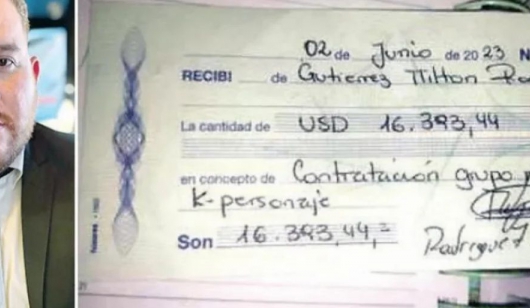 02 de Junio de 2023 N
RECIBI de Gutierrez Milton
La cantidad de USD 16.393,44
en concepto de Contratación grupo y
K-personaje
Son 16.393,44,=
Rodriguez